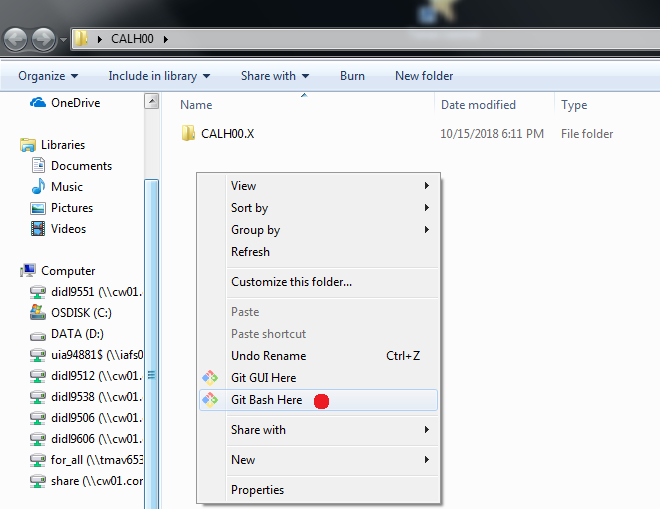 CALH00
Organize
Include in library
Share with
Burn
New folder
OneDrive
Libraries
Documents
Music
Pictures
Videos
Computer
didl9551 (\\cw01.
OSDISK (C:)
DATA (D:)
uia94881$ (\\iafs0
didl9512 (\\cw01.
didl9538 (\\cw01.
didl9506 (\\cw01.
didl9606 (\\cw01.
for_all (\\tmav653
share (\\cw01.cor
Name
Date modified
Type
CALH00.X
10/15/2018 6:11 PM
File folder
View
Sort by
Group by
Refresh
Customize this folder...
Paste
Paste shortcut
Undo Rename Ctrl+Z
Git GUI Here
Git Bash Here
Share with
New
Properties